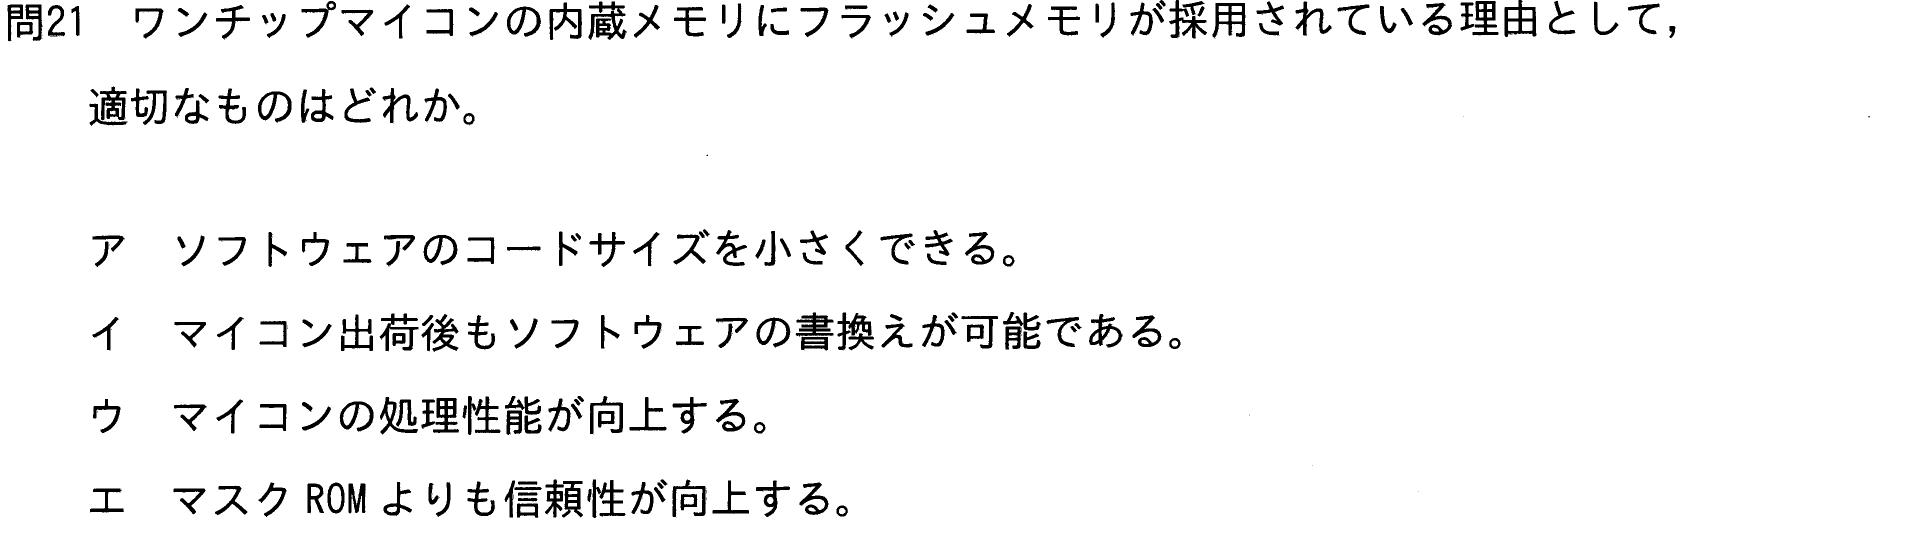 問21　ワンチップマイコンの内蔵メモリにフラッシュメモリが採用されている理由として，
適切なものはどれか。
ア　ソフトウェアのコードサイズを小さくできる。
イ　マイコン出荷後もソフトウェアの書換えが可能である。
ウ　マイコンの処理性能が向上する。
エ　マスク ROM よりも信頼性が向上する。